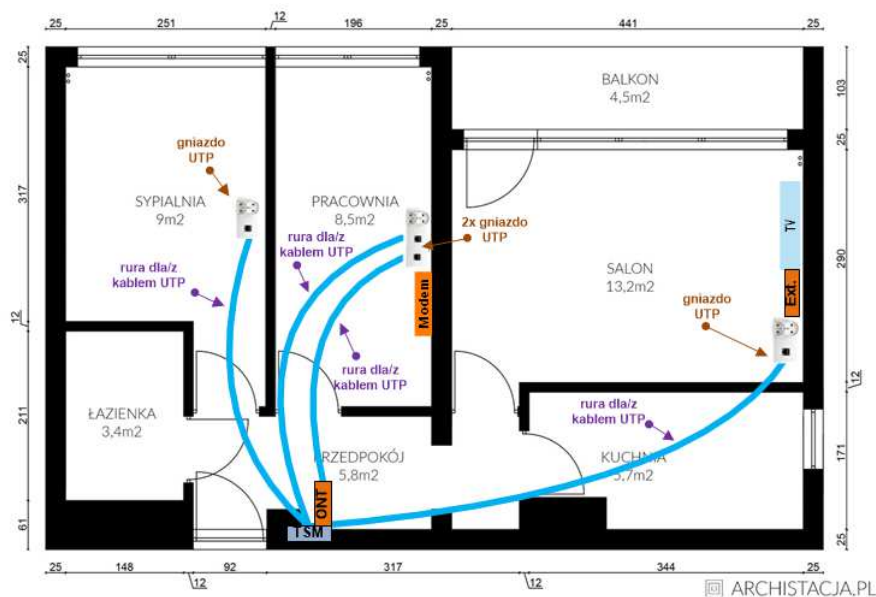 25
251
12
196
25
441
25
25
317
12
211
61
103
25
290
12
171
25
BALKON
4,5m2
gniazdo
UTP
SYPIALNIA
9m2
PRACOWNIA
8,5m2
2x gniazdo
UTP
TV
rura dla/z
kablem UTP
rura dla/z
kablem UTP
SALON
13,2m2
Ext.
gniazdo
UTP
Modem
rura dla/z
kablem UTP
ŁAZIENKA
3,4m2
rura dla/z
kablem UTP
PRZEDPOKÓJ
5,8m2
KUCHNIA
5,7m2
ONT
TSM
25
148
12
92
317
12
344
25
ARCHISTACJA.PL